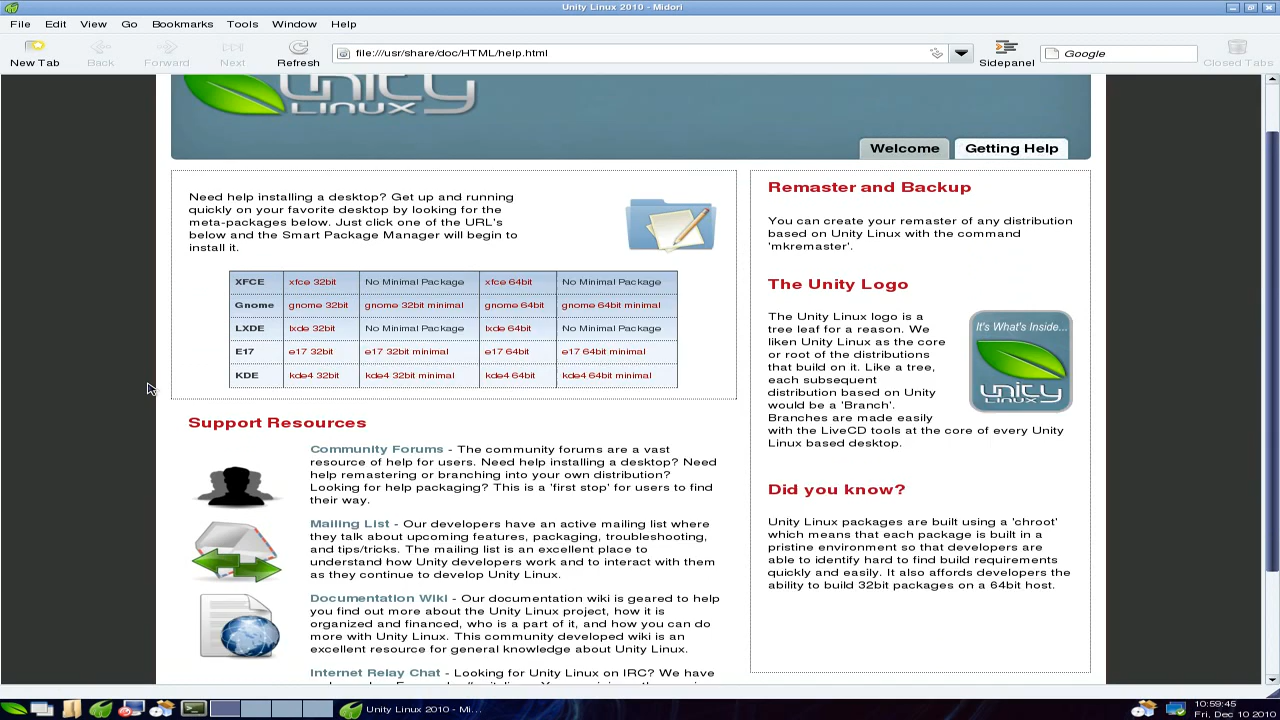 Unity Linux 2010 - Midori
File Edit View Go Bookmarks Tools Window Help
New Tab Back Forward Next Refresh file:///usr/share/doc/HTML/help.html Sidepanel Google Closed Tabs
unity
LINUX
Welcome Getting Help
Need help installing a desktop? Get up and running
quickly on your favorite desktop by looking for the
meta-packages below. Just click one of the URL's
below and the Smart Package Manager will begin to
install it.
XFCE xfce 32bit No Minimal Package xfce 64bit No Minimal Package
Gnome gnome 32bit gnome 32bit minimal gnome 64bit gnome 64bit minimal
LXDE lxde 32bit No Minimal Package lxde 64bit No Minimal Package
E17 e17 32bit e17 32bit minimal e17 64bit e17 64bit minimal
KDE kde4 32bit kde4 32bit minimal kde4 64bit kde4 64bit minimal
Support Resources
Community Forums - The community forums are a vast
resource of help for users. Need help installing a desktop? Need
help remastering or branching into your own distribution?
Looking for help packaging? This is a 'first stop' for users to find
their way.
Mailing List - Our developers have an active mailing list where
they talk about upcoming features, packaging, troubleshooting,
and tips/tricks. The mailing list is an excellent place to
understand how Unity developers work and to interact with them
as they continue to develop Unity Linux.
Documentation Wiki - Our documentation wiki is geared to help
you find out more about the Unity Linux project, how it is
organized and financed, who is a part of it, and how you can do
more with Unity Linux. This community developed wiki is an
excellent resource for general knowledge about Unity Linux.
Internet Relay Chat - Looking for Unity Linux on IRC? We have
Remaster and Backup
You can create your remaster of any distribution
based on Unity Linux with the command
'mkremaster'.
The Unity Logo
The Unity Linux logo is a
tree leaf for a reason. We
liken Unity Linux as the core
or root of the distributions
that build on it. Like a tree,
each subsequent
distribution based on Unity
would be a 'Branch'.
Branches are made easily
with the LiveCD tools at the core of every Unity
Linux based desktop.
It's What's Inside...
unity
LINUX
Did you know?
Unity Linux packages are built using a 'chroot'
which means that each package is built in a
pristine environment so that developers are
able to identify hard to find build requirements
quickly and easily. It also affords developers the
ability to build 32bit packages on a 64bit host.
Unity Linux 2010 - Mi...
10:59:45
Fri, Dec 10 2010